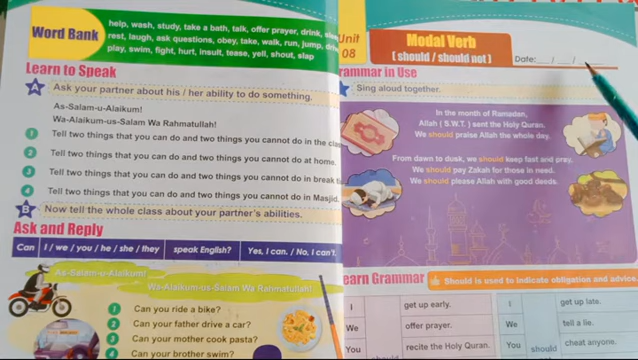 Word Bank
help, wash, study, take a bath, talk, offer prayer, drink,
rest, laugh, ask questions, obey, take, walk, run, jump,
play, swim, fight, hurt, insult, tease, yell, shout, slap
Learn to Speak
A Ask your partner about his / her ability to do something.
As-Salam-u-Alaikum!
Wa-Alaikum-us-Salam Wa Rahmatullah!
1 Tell two things that you can do and two things you cannot do in the
2 Tell two things that you can do and two things you cannot do at home.
3 Tell two things that you can do and two things you cannot do in break
4 Tell two things that you can do and two things you cannot do in Masjid.
B Now tell the whole class about your partner's abilities.
Ask and Reply
Can I / we / you / he / she / they speak English? Yes, I can. / No, I can't.
As-Salam-u-Alaikum!
Wa-Alaikum-us-Salam Wa Rahmatullah!
1 Can you ride a bike?
2 Can your father drive a car?
3 Can your mother cook pasta?
4 Can your brother swim?
Unit
08
Modal Verb
(should / should not)
Date: __ / __ /
rammar in Use
Sing aloud together.
In the month of Ramadan,
Allah (S.W.T.) sent the Holy Quran.
We should praise Allah the whole day.
From dawn to dusk, we should keep fast and pray.
We should pay Zakah for those in need.
We should please Allah with good deeds.
earn Grammar Should is used to indicate obligation and advice.
I get up early. I get up late.
We offer prayer. We tell a lie.
You should recite the Holy Quran. You should cheat anyone.